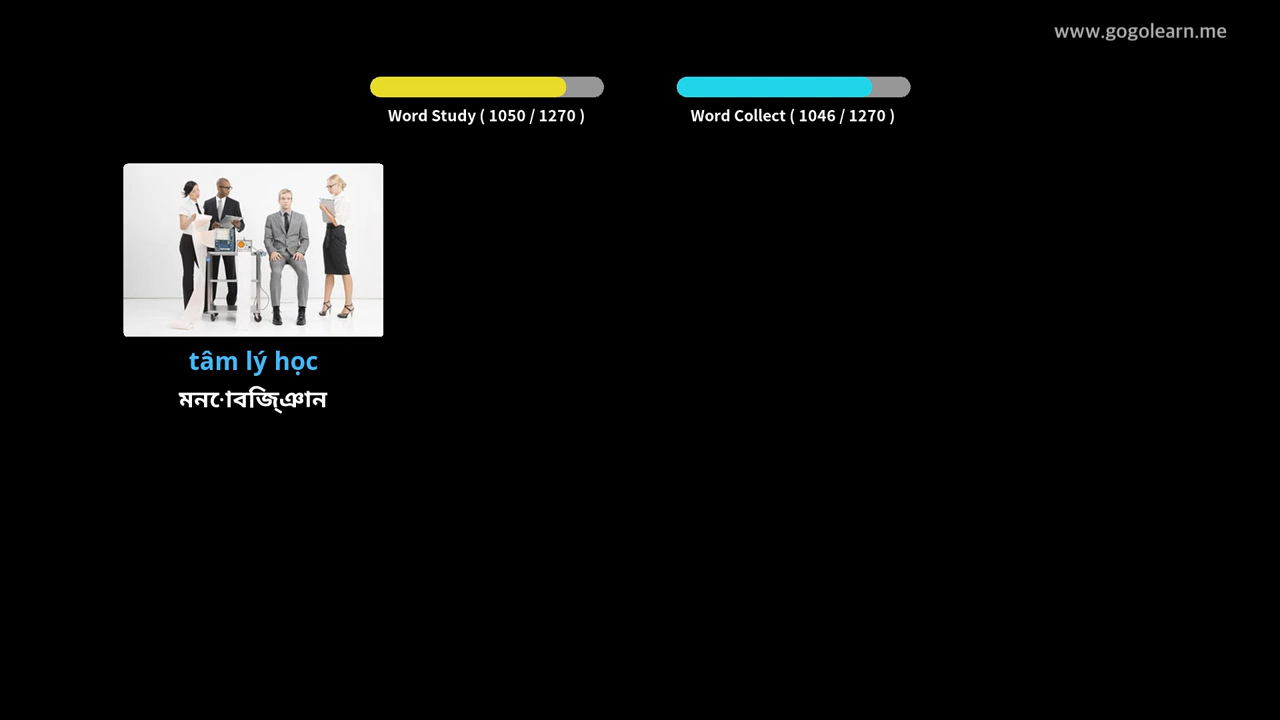 www.gogolearn.me
Word Study ( 1050 / 1270 )
Word Collect ( 1046 / 1270 )
tâm lý học
মনোবিজ্ঞান